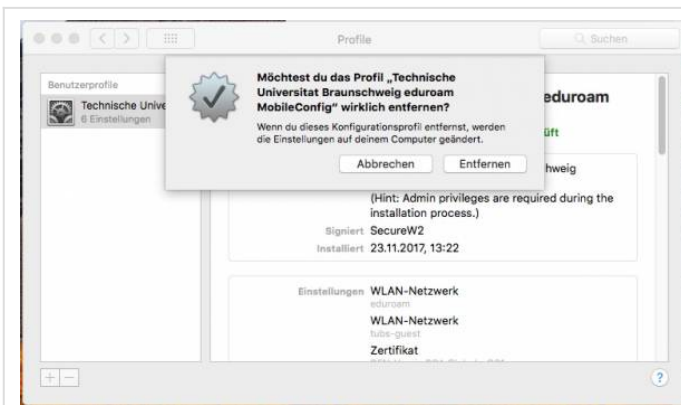 Profile
Suchen
Benutzerprofile
Technische Unive
6 Einstellungen
Möchtest du das Profil „Technische
Universitat Braunschweig eduroam
MobileConfig“ wirklich entfernen?
Wenn du dieses Konfigurationsprofil entfernst, werden
die Einstellungen auf deinem Computer geändert.
Abbrechen Entfernen
eduroam
üft
hweig
(Hint: Admin privileges are required during the
installation process.)
Signiert SecureW2
Installiert 23.11.2017, 13:22
Einstellungen WLAN-Netzwerk
eduroam
WLAN-Netzwerk
tubs-guest
Zertifikat
+ −
?